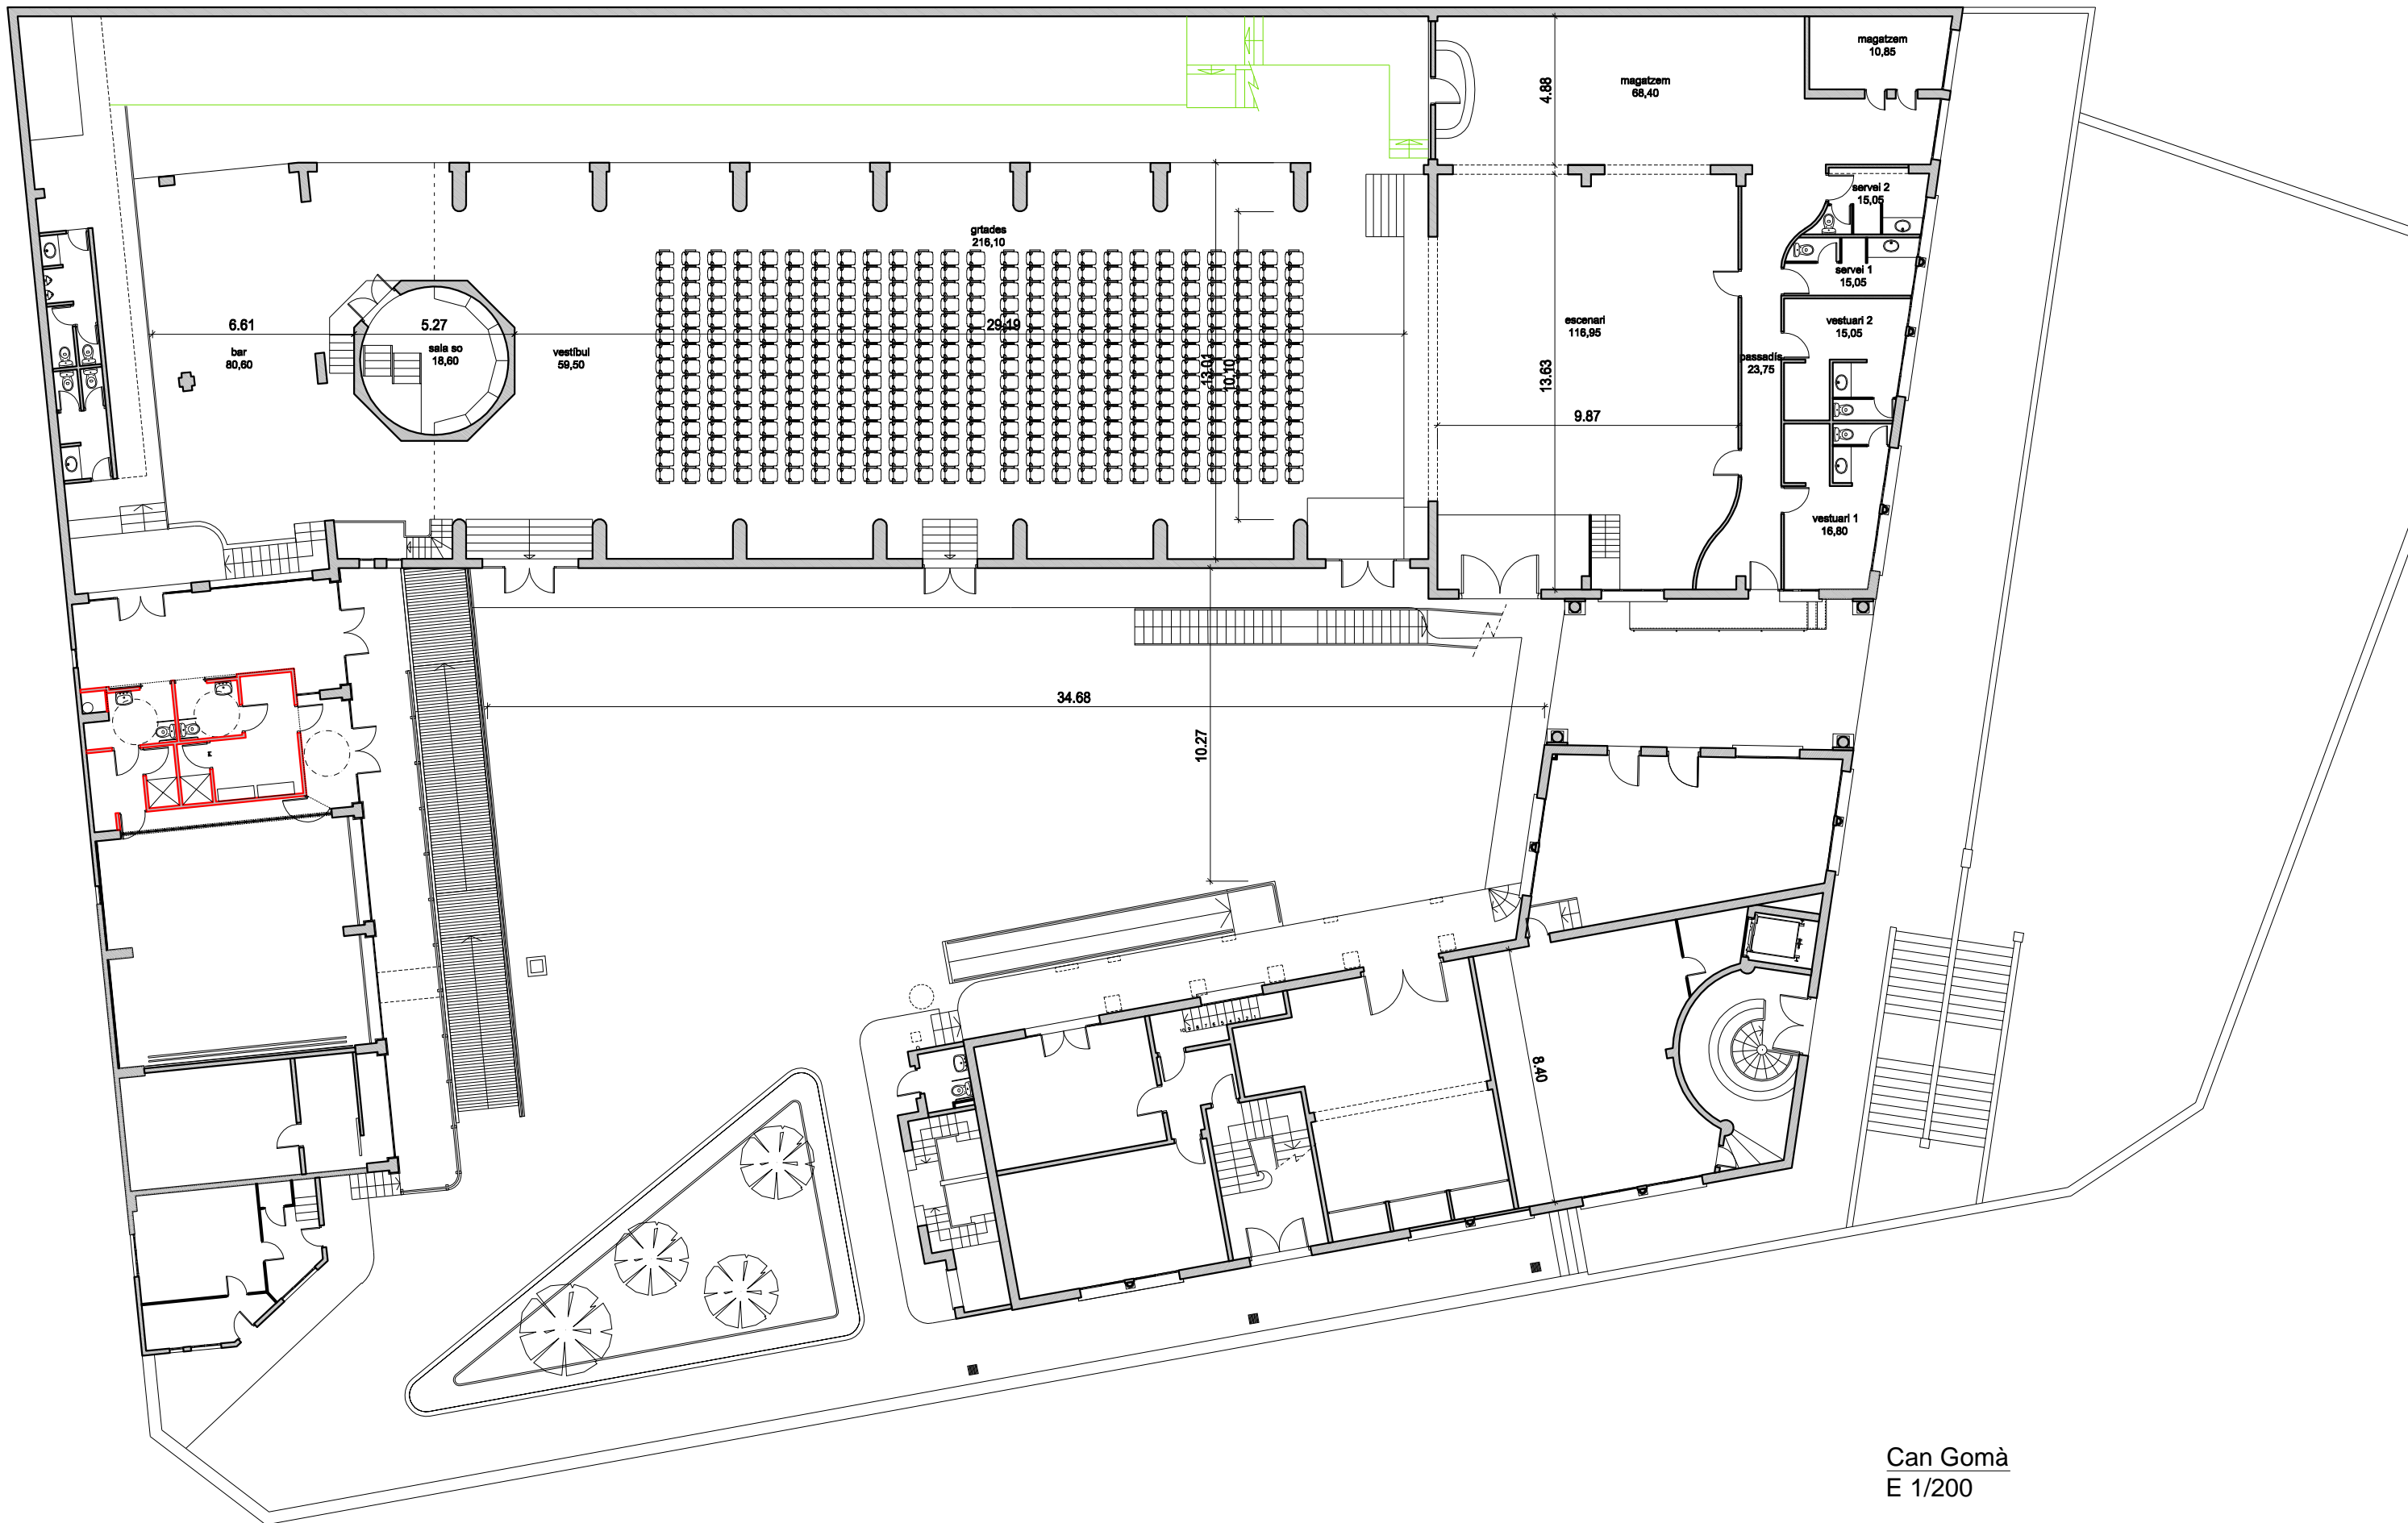 magatzem
10,85
magatzem
68,40
4.88
servei 2
15,05
grtades
216,10
servei 1
15,05
6.61
5.27
29.19
escenari
116,95
vestuari 2
15,05
bar
80,60
sala so
18,60
vestíbul
59,50
13.01
10.10
13.63
passadís
23,75
9.87
vestuari 1
16,80
34.68
10.27
8.40
Can Gomà
E 1/200